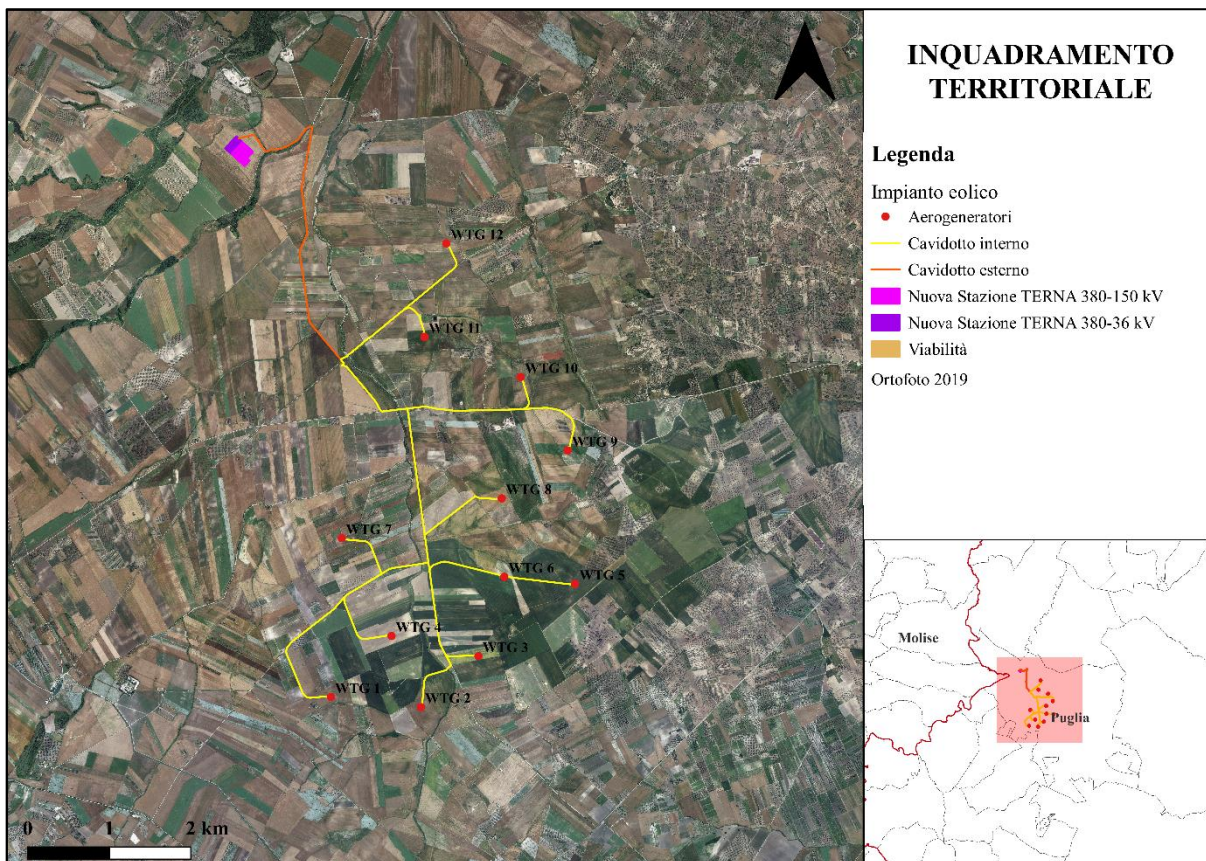 INQUADRAMENTO
TERRITORIALE
Legenda
Impianto eolico
Aerogeneratori
Cavidotto interno
Cavidotto esterno
Nuova Stazione TERNA 380-150 kV
Nuova Stazione TERNA 380-36 kV
Viabilità
Ortofoto 2019
WTG 12
WTG 11
WTG 10
WTG 9
WTG 8
WTG 7
WTG 6
WTG 5
WTG 4
WTG 3
WTG 1
WTG 2
0 1 2 km
Molise
Puglia